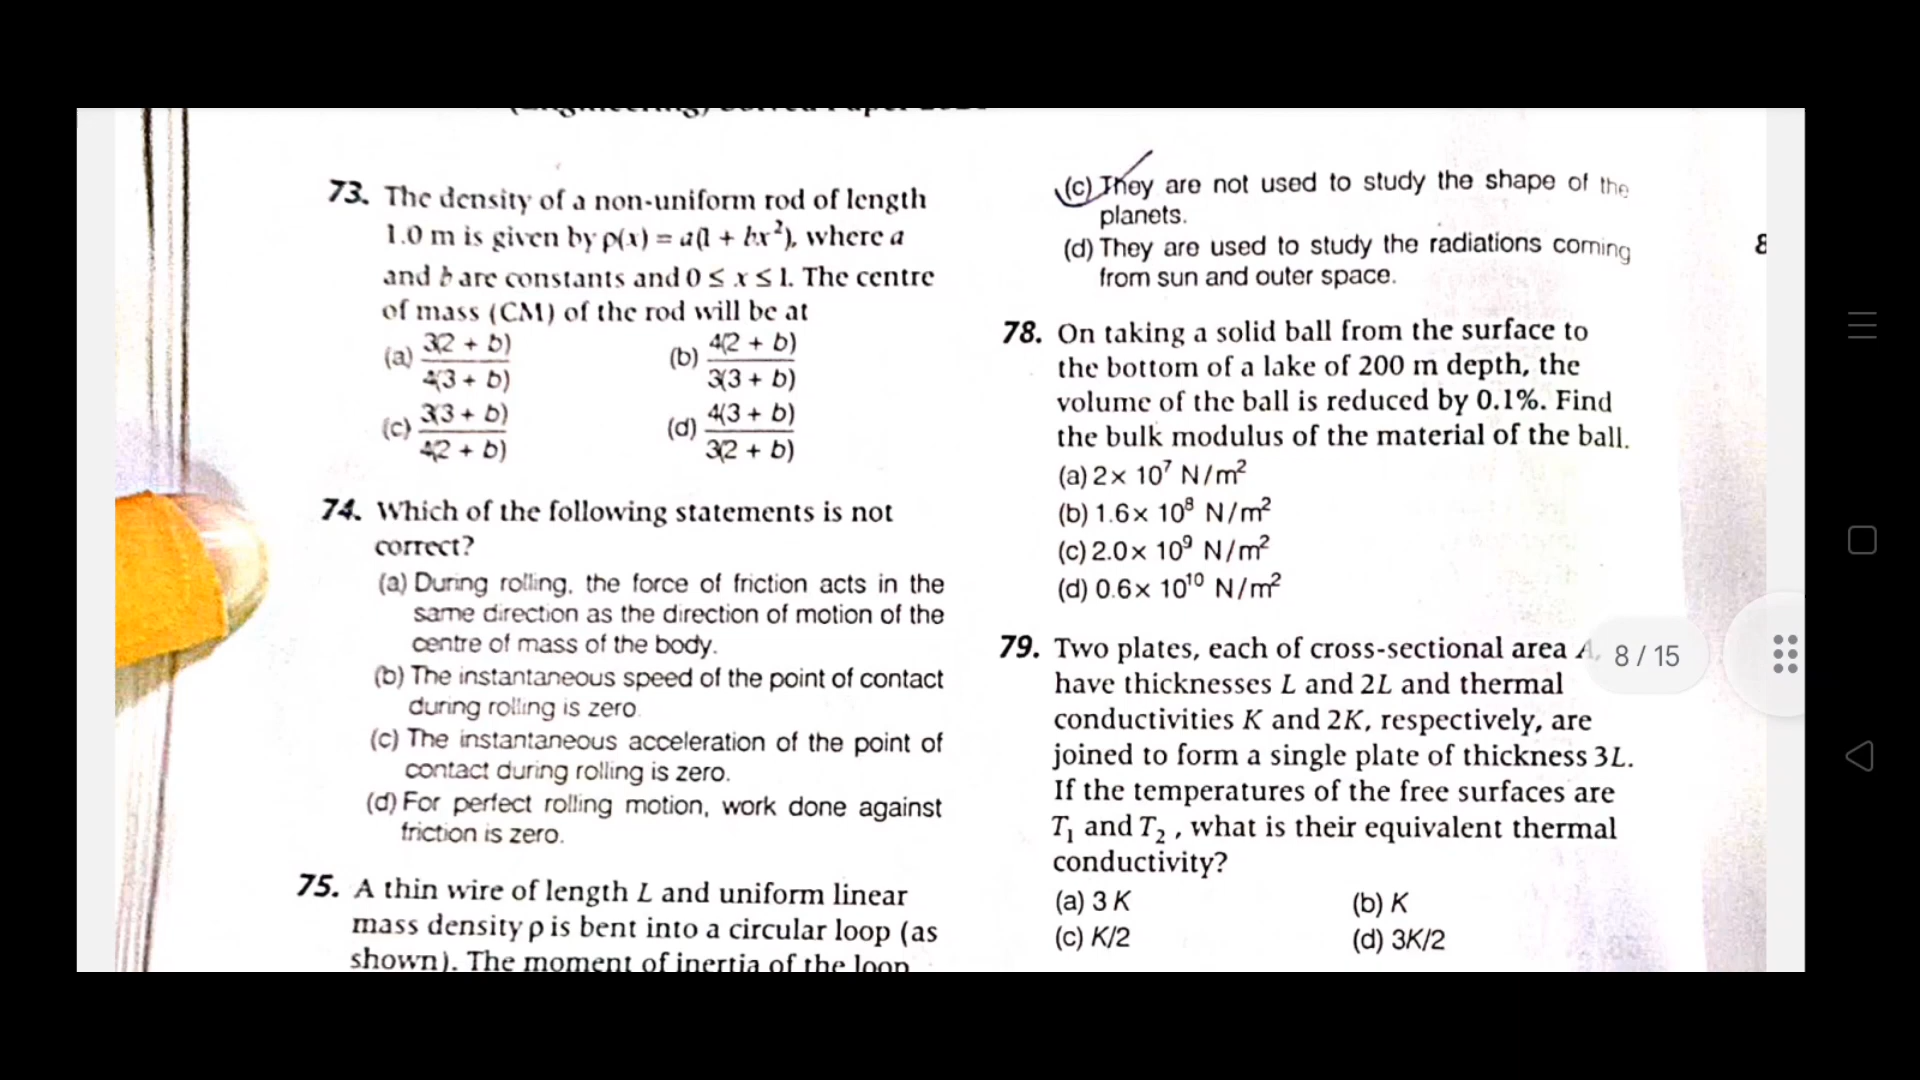 73. The density of a non-uniform rod of length
1.0 m is given by ρ(x) = a(1 + bx²), where a
and b are constants and 0 ≤ x ≤ 1. The centre
of mass (CM) of the rod will be at
(a) 3(2 + b) / 4(3 + b) (b) 4(2 + b) / 3(3 + b)
(c) 3(3 + b) / 4(2 + b) (d) 4(3 + b) / 3(2 + b)
74. Which of the following statements is not
correct?
(a) During rolling, the force of friction acts in the
same direction as the direction of motion of the
centre of mass of the body.
(b) The instantaneous speed of the point of contact
during rolling is zero.
(c) The instantaneous acceleration of the point of
contact during rolling is zero.
(d) For perfect rolling motion, work done against
friction is zero.
75. A thin wire of length L and uniform linear
mass density ρ is bent into a circular loop (as
shown). The moment of inertia of the loop
(c) They are not used to study the shape of the
planets.
(d) They are used to study the radiations coming
from sun and outer space.
78. On taking a solid ball from the surface to
the bottom of a lake of 200 m depth, the
volume of the ball is reduced by 0.1%. Find
the bulk modulus of the material of the ball.
(a) 2× 10⁷ N/m²
(b) 1.6× 10⁸ N/m²
(c) 2.0× 10⁹ N/m²
(d) 0.6× 10¹⁰ N/m²
79. Two plates, each of cross-sectional area A,
have thicknesses L and 2L and thermal
conductivities K and 2K, respectively, are
joined to form a single plate of thickness 3L.
If the temperatures of the free surfaces are
T₁ and T₂ , what is their equivalent thermal
conductivity?
(a) 3 K (b) K
(c) K/2 (d) 3K/2
8 / 15